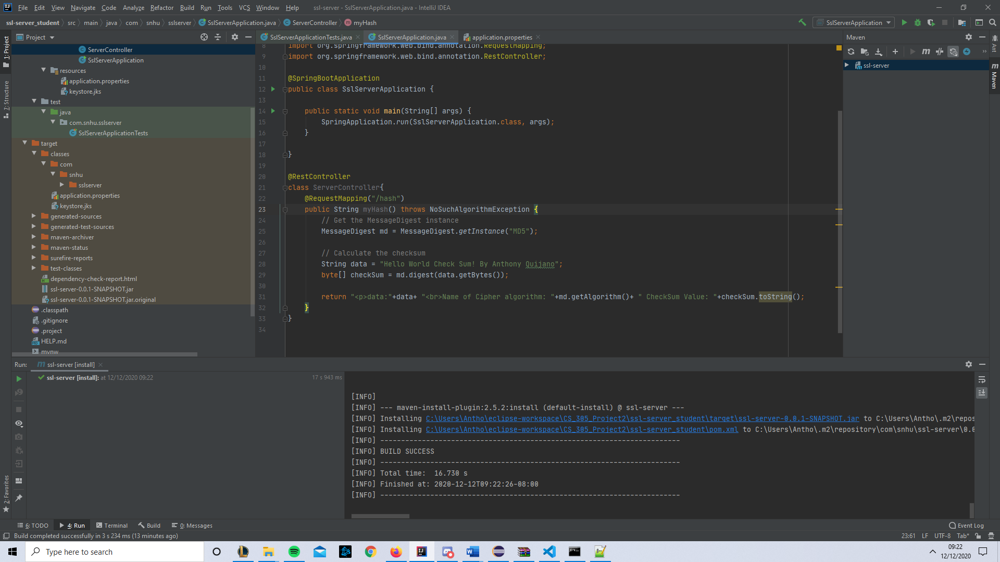 File Edit View Navigate Code Analyze Refactor Build Run Tools VCS Window Help ssl-server - SslServerApplication.java - IntelliJ IDEA
ssl-server_student src main java com snhu sslserver SslServerApplication.java ServerController myHash
SslServerApplication
1: Project
7: Structure
2: Favorites
Project
ServerController
SslServerApplication
resources
application.properties
keystore.jks
test
java
com.snhu.sslserver
SslServerApplicationTests
target
classes
com
snhu
sslserver
application.properties
keystore.jks
generated-sources
generated-test-sources
maven-archiver
maven-status
surefire-reports
test-classes
dependency-check-report.html
ssl-server-0.0.1-SNAPSHOT.jar
ssl-server-0.0.1-SNAPSHOT.jar.original
.classpath
.gitignore
.project
HELP.md
mvnw
SslServerApplicationTests.java SslServerApplication.java application.properties
8 import org.springframework.web.bind.annotation.RequestMapping;
9 import org.springframework.web.bind.annotation.RestController;
10
11 @SpringBootApplication
12 public class SslServerApplication {
13
14 public static void main(String[] args) {
15 SpringApplication.run(SslServerApplication.class, args);
16 }
17
18 }
19
20 @RestController
21 class ServerController{
22 @RequestMapping("/hash")
23 public String myHash() throws NoSuchAlgorithmException {
24 // Get the MessageDigest instance
25 MessageDigest md = MessageDigest.getInstance("MD5");
26
27 // Calculate the checksum
28 String data = "Hello World Check Sum! By Anthony Quijano";
29 byte[] checkSum = md.digest(data.getBytes());
30
31 return "<p>data:"+data+ "<br>Name of Cipher algorithm: "+md.getAlgorithm()+ " CheckSum Value: "+checkSum.toString();
32 }
33 }
34
Maven
m
ssl-server
Ant
m Maven
Run: m ssl-server [install]
ssl-server [install]: at 12/12/2020 09:22 17 s 943 ms
[INFO]
[INFO] --- maven-install-plugin:2.5.2:install (default-install) @ ssl-server ---
[INFO] Installing C:\Users\Antho\eclipse-workspace\CS_305_Project2\ssl-server_student\target\ssl-server-0.0.1-SNAPSHOT.jar to C:\Users\Antho\.m2\repos
[INFO] Installing C:\Users\Antho\eclipse-workspace\CS_305_Project2\ssl-server_student\pom.xml to C:\Users\Antho\.m2\repository\com\snhu\ssl-server\0.0
[INFO] ------------------------------------------------------------------------
[INFO] BUILD SUCCESS
[INFO] ------------------------------------------------------------------------
[INFO] Total time:  16.730 s
[INFO] Finished at: 2020-12-12T09:22:26-08:00
[INFO] ------------------------------------------------------------------------
6: TODO 4: Run Terminal Build 0: Messages Event Log
Build completed successfully in 3 s 234 ms (13 minutes ago) 23:61 LF UTF-8 Tab*
Type here to search
09:22
12/12/2020